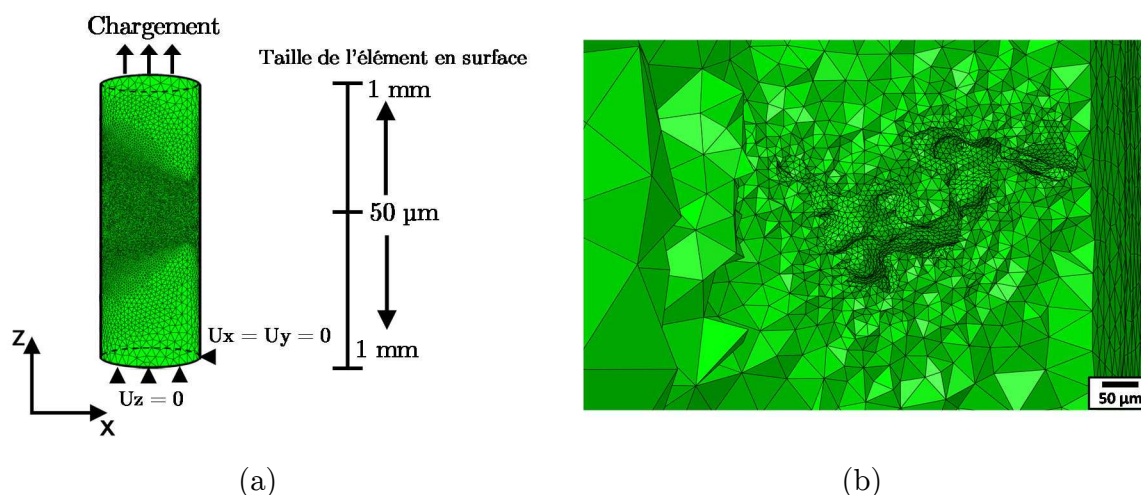 Chargement
Taille de l'élément en surface
1 mm
50 µm
Ux = Uy = 0
1 mm
Uz = 0
Z
X
50 µm
(a)
(b)